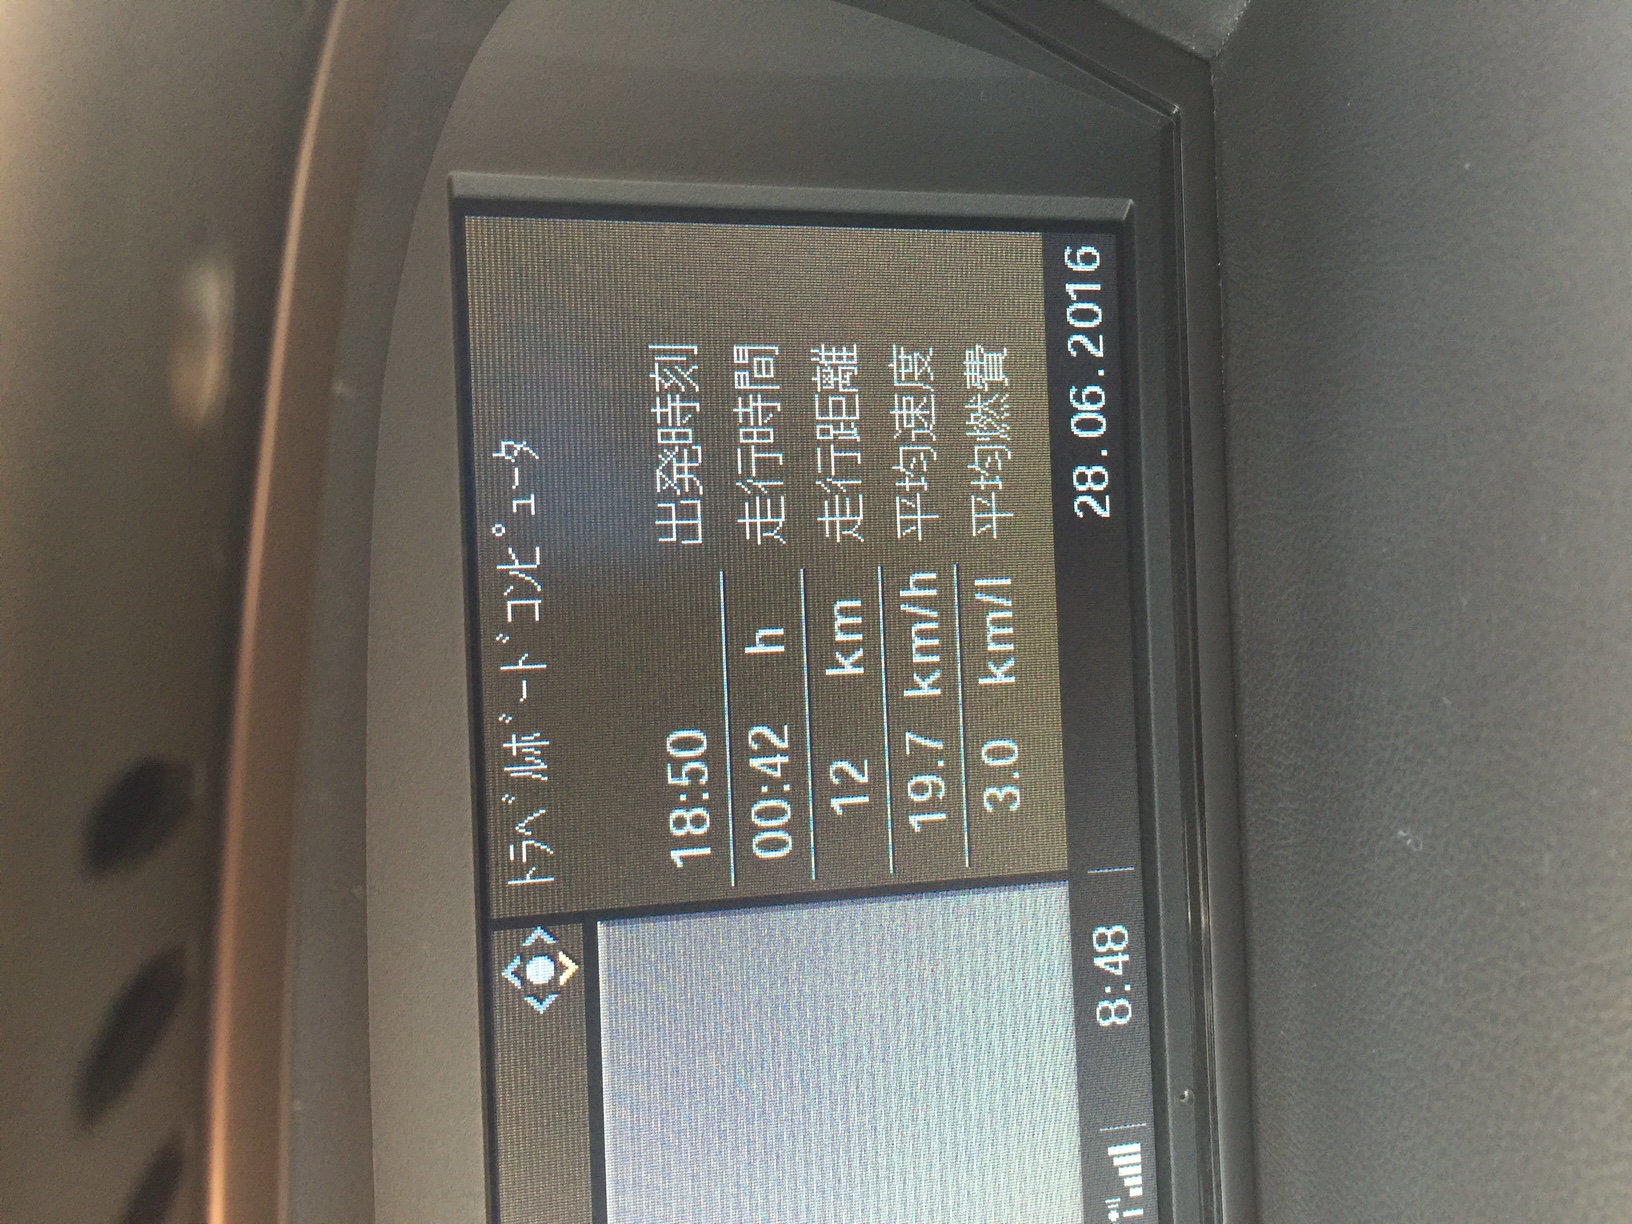 トラベルボードコンピュータ
18:50 出発時刻
00:42 h 走行時間
12 km 走行距離
19.7 km/h 平均速度
3.0 km/l 平均燃費
8:48 28.06.2016